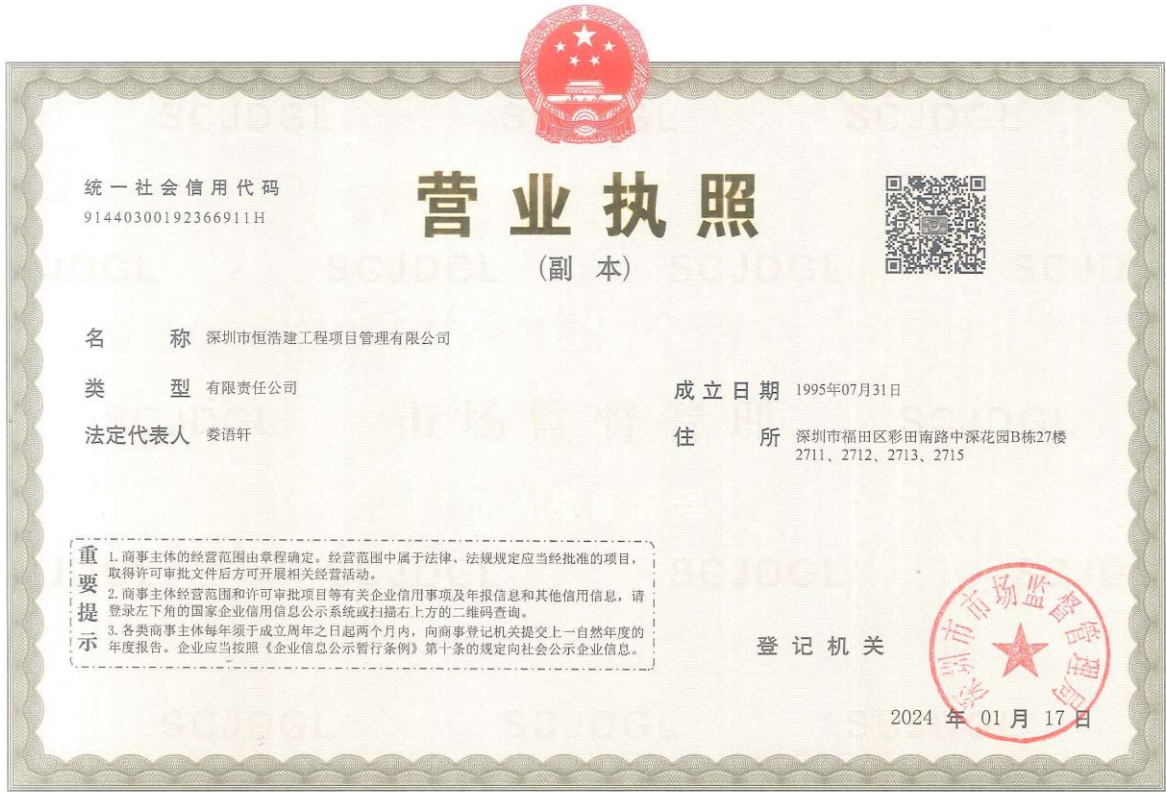 统一社会信用代码
91440300192366911H
营业执照
(副 本)
名 称 深圳市恒浩建工程项目管理有限公司
类 型 有限责任公司
成立日期 1995年07月31日
法定代表人 娄语轩
住 所 深圳市福田区彩田南路中深花园B栋27楼
2711、2712、2713、2715
重要提示
1. 商事主体的经营范围由章程确定。经营范围中属于法律、法规规定应当经批准的项目，
取得许可审批文件后方可开展相关经营活动。
2. 商事主体经营范围和许可审批项目等有关企业信用事项及年报信息和其他信用信息，请
登录左下角的国家企业信用信息公示系统或扫描右上方的二维码查询。
3. 各类商事主体每年须于成立周年之日起两个月内，向商事登记机关提交上一自然年度的
年度报告。企业应当按照《企业信息公示暂行条例》第十条的规定向社会公示企业信息。
登记机关
深圳市市场监督管理局
2024 年 01 月 17 日
SCJDGL